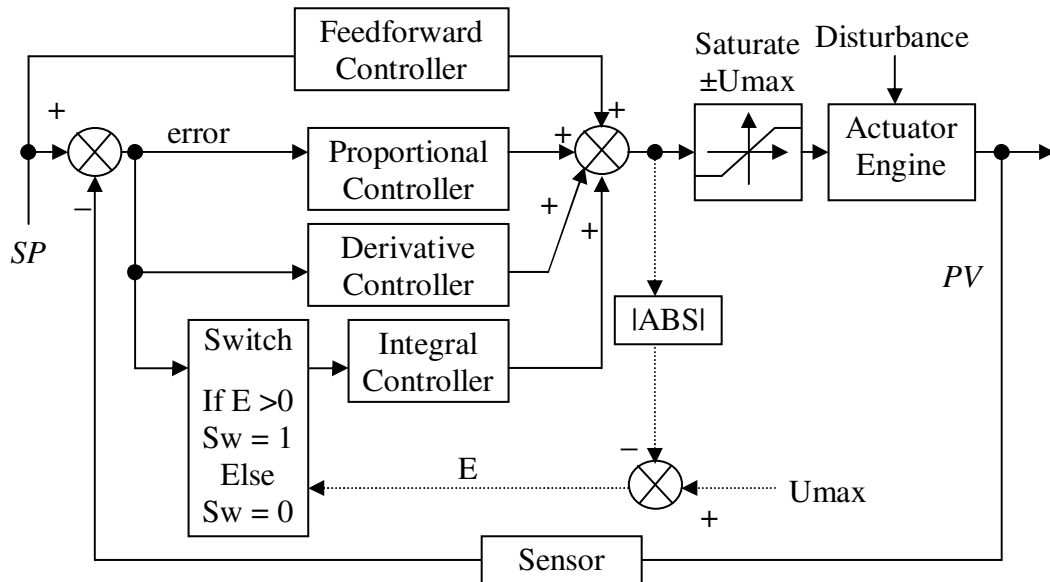 Feedforward
Controller
Saturate
±Umax
Disturbance
+
+
error
+
Proportional
Controller
Actuator
Engine
–
SP
+
+
Derivative
Controller
PV
|ABS|
Switch
If E >0
Sw = 1
Else
Sw = 0
Integral
Controller
–
E
Umax
+
Sensor